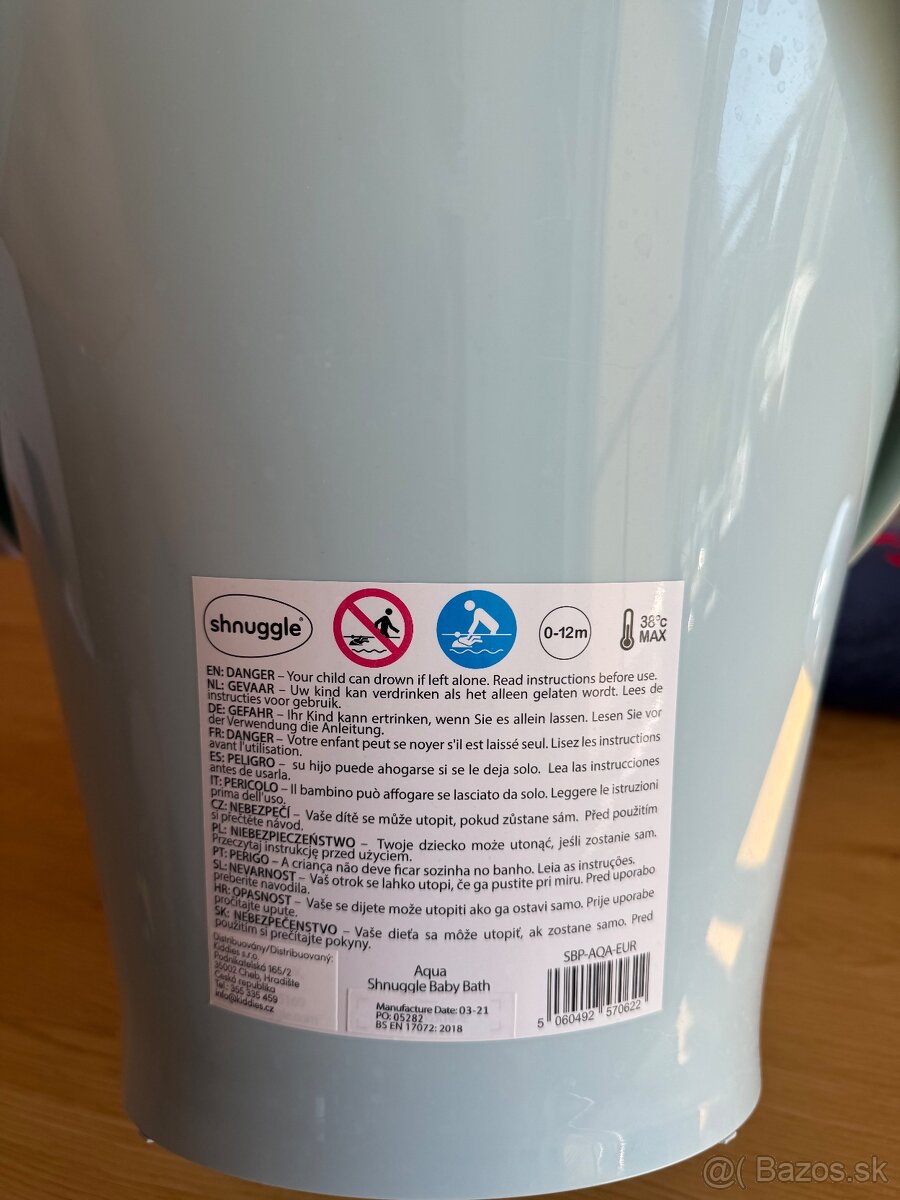 shnuggle®
0-12m
38°c
MAX
EN: DANGER – Your child can drown if left alone. Read instructions before use.
NL: GEVAAR – Uw kind kan verdrinken als het alleen gelaten wordt. Lees de
instructies voor gebruik.
DE: GEFAHR – Ihr Kind kann ertrinken, wenn Sie es allein lassen. Lesen Sie vor
der Verwendung die Anleitung.
FR: DANGER – Votre enfant peut se noyer s'il est laissé seul. Lisez les instructions
avant l'utilisation.
ES: PELIGRO – su hijo puede ahogarse si se le deja solo. Lea las instrucciones
antes de usarla.
IT: PERICOLO – Il bambino può affogare se lasciato da solo. Leggere le istruzioni
prima dell'uso.
CZ: NEBEZPEČÍ – Vaše dítě se může utopit, pokud zůstane sám. Před použitím
si přečtěte návod.
PL: NIEBEZPIECZEŃSTWO – Twoje dziecko może utonąć, jeśli zostanie sam.
Przeczytaj instrukcję przed użyciem.
PT: PERIGO – A criança não deve ficar sozinha no banho. Leia as instruções.
SL: NEVARNOST – Vaš otrok se lahko utopi, če ga pustite pri miru. Pred uporabo
preberite navodila.
HR: OPASNOST – Vaše se dijete može utopiti ako ga ostavi samo. Prije uporabe
pročitajte upute.
SK: NEBEZPEČENSTVO – Vaše dieťa sa môže utopiť, ak zostane samo. Pred
použitím si prečítajte pokyny.
Distribuovány/Distribuovaný:
Kiddies s.r.o.
Podnikatelská 165/2
35002 Cheb, Hradiště
Česká republika
Tel.: 355 335 459
info@kiddies.cz
Aqua
Shnuggle Baby Bath
Manufacture Date: 03-21
PO: 05282
BS EN 17072: 2018
SBP-AQA-EUR
5 060492 570622
@( Bazos.sk